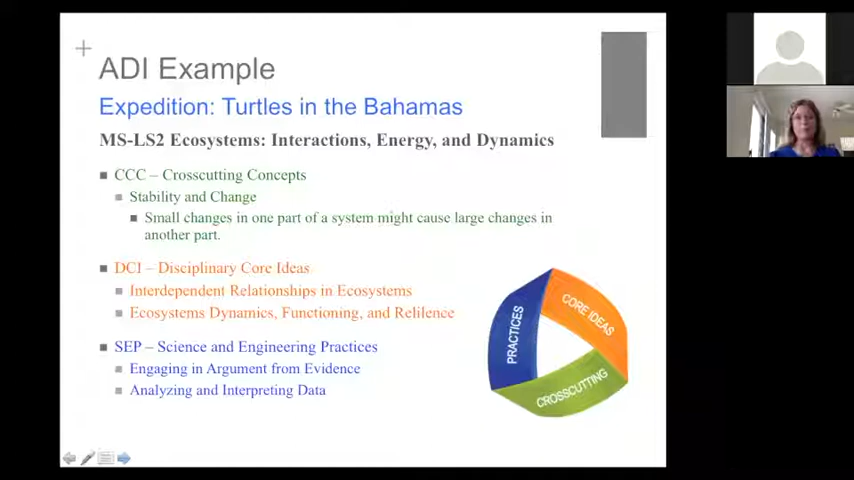 ADI Example
Expedition: Turtles in the Bahamas
MS-LS2 Ecosystems: Interactions, Energy, and Dynamics
CCC – Crosscutting Concepts
Stability and Change
Small changes in one part of a system might cause large changes in
another part.
DCI – Disciplinary Core Ideas
Interdependent Relationships in Ecosystems
Ecosystems Dynamics, Functioning, and Relilence
SEP – Science and Engineering Practices
Engaging in Argument from Evidence
Analyzing and Interpreting Data
PRACTICES
CORE IDEAS
CROSSCUTTING